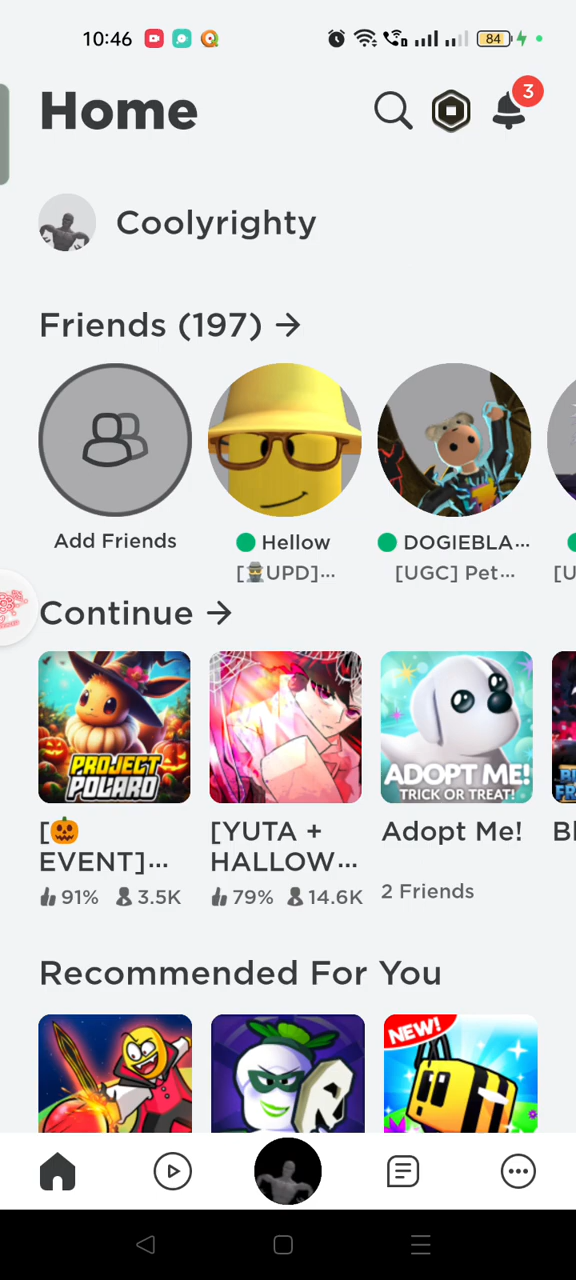 10:46
84
Home
3
Coolyrighty
Friends (197) →
Add Friends
Hellow
DOGIEBLA...
[🕵️UPD]...
[UGC] Pet...
[U
Continue →
PROJECT
POLARO
ADOPT ME!
TRICK OR TREAT!
[🎃
EVENT]...
[YUTA +
HALLOW...
Adopt Me!
Bl
91%
3.5K
79%
14.6K
2 Friends
Recommended For You
NEW!